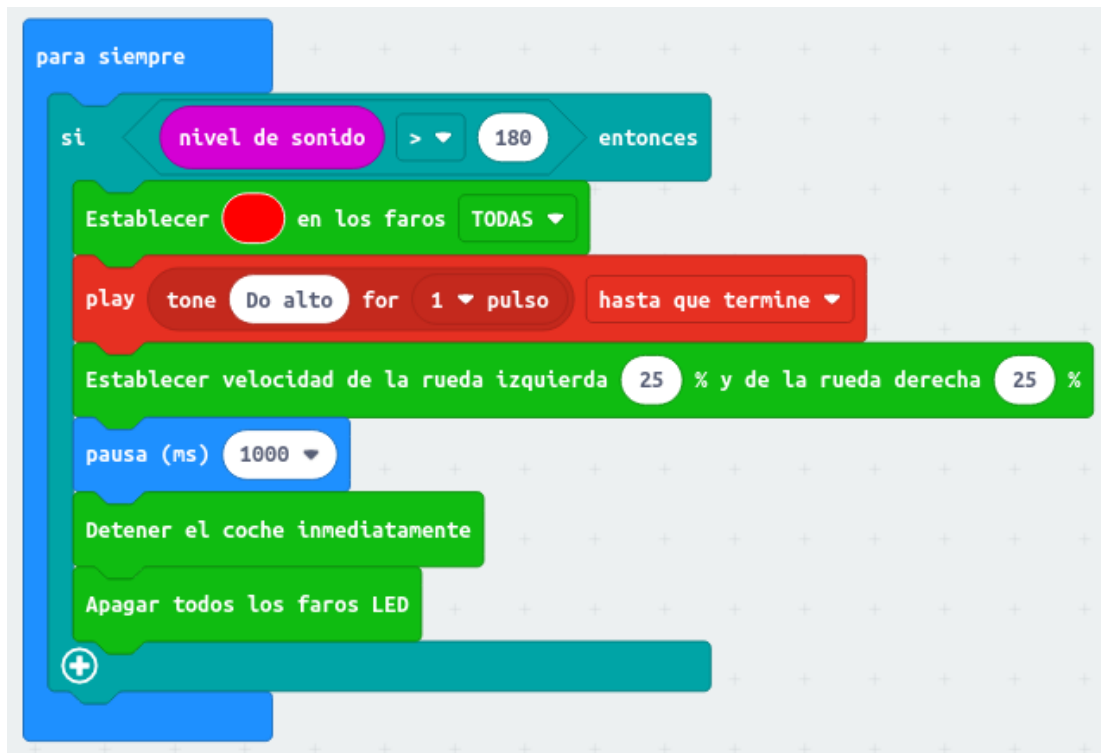 para siempre
si nivel de sonido > 180 entonces
Establecer en los faros TODAS
play tone Do alto for 1 pulso hasta que termine
Establecer velocidad de la rueda izquierda 25 % y de la rueda derecha 25 %
pausa (ms) 1000
Detener el coche inmediatamente
Apagar todos los faros LED